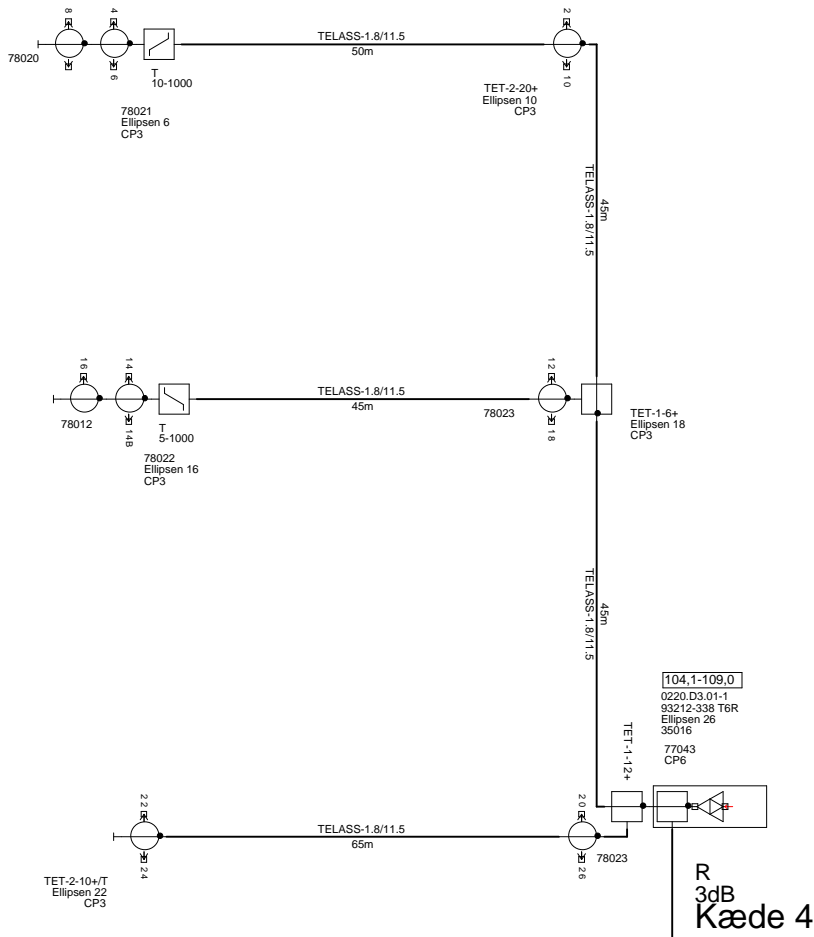 8
4
2
TELASS-1.8/11.5
50m
78020
6
10
T
10-1000
TET-2-20+
Ellipsen 10
CP3
78021
Ellipsen 6
CP3
TELASS-1.8/11.5
45m
16
14
12
TELASS-1.8/11.5
45m
78012
14B
T
5-1000
78023
18
TET-1-6+
Ellipsen 18
CP3
78022
Ellipsen 16
CP3
TELASS-1.8/11.5
45m
104,1-109,0
0220.D3.01-1
93212-338 T6R
Ellipsen 26
35016
77043
CP6
TET-1-12+
22
20
TELASS-1.8/11.5
65m
24
26
78023
TET-2-10+/T
Ellipsen 22
CP3
R
3dB
Kæde 4